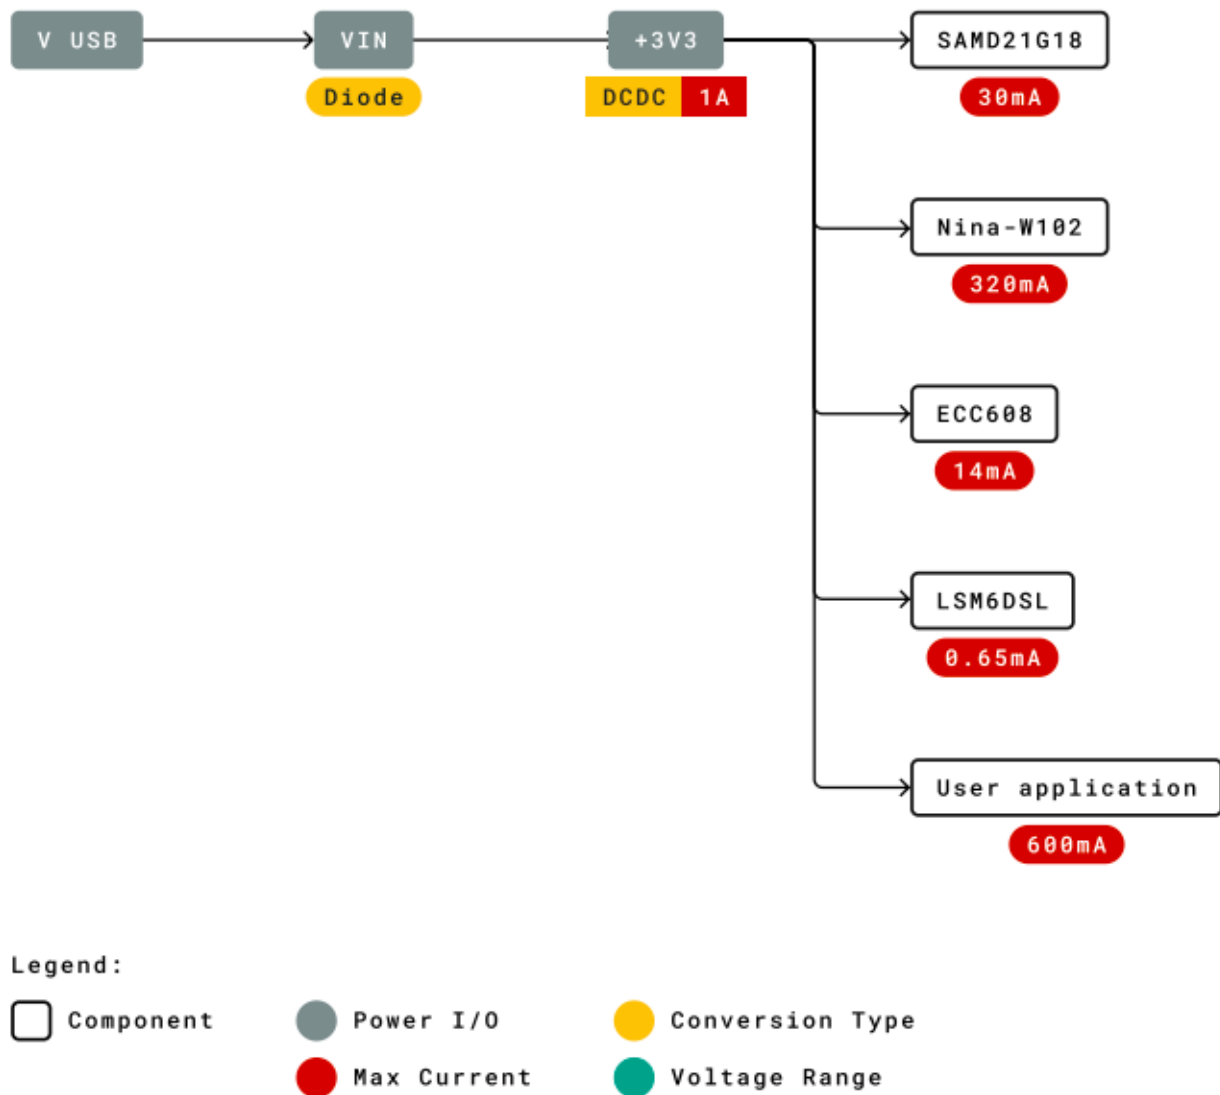 V USB
VIN
+3V3
SAMD21G18
Diode
DCDC
1A
30mA
Nina-W102
320mA
ECC608
14mA
LSM6DSL
0.65mA
User application
600mA
Legend:
Component
Power I/O
Conversion Type
Max Current
Voltage Range